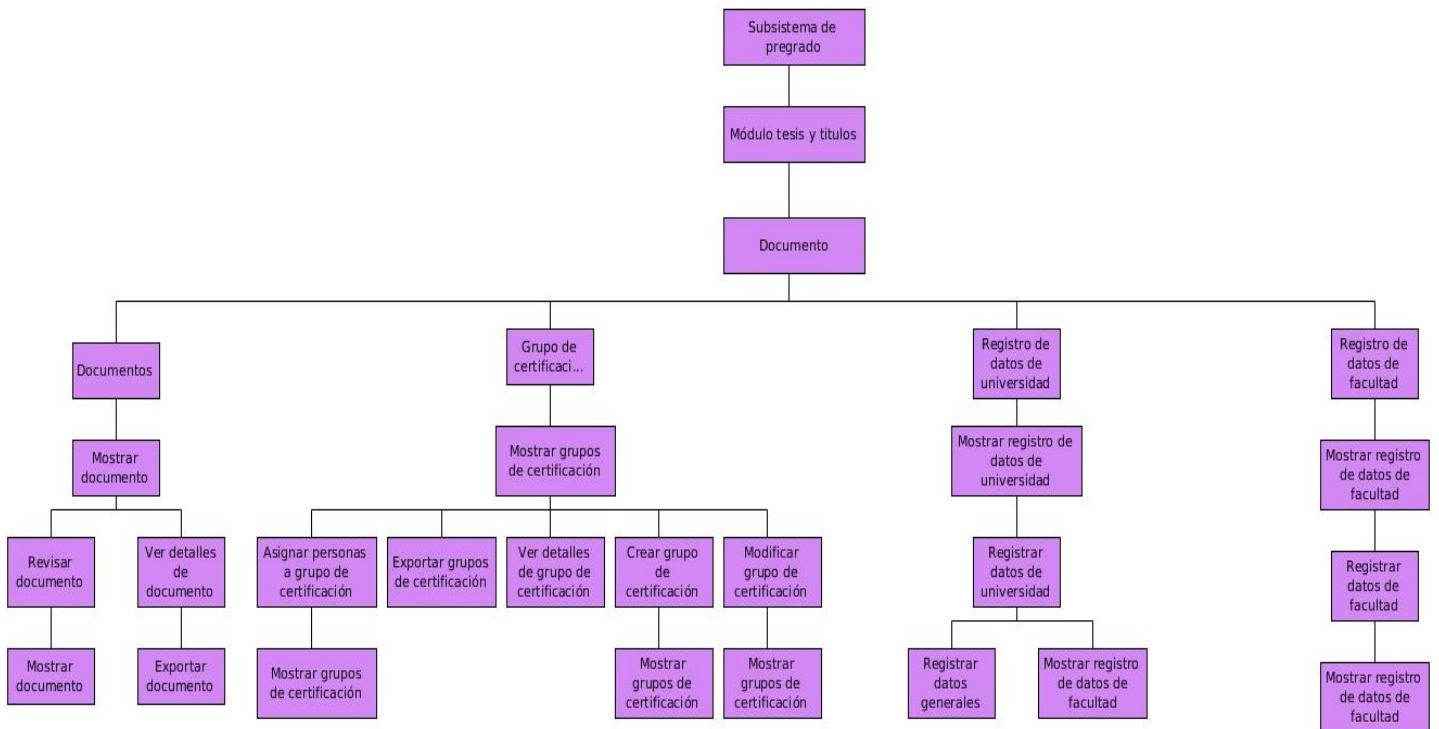 Subsistema de
pregrado
Módulo tesis y titulos
Documento
Documentos
Grupo de
certificaci...
Registro de
datos de
universidad
Registro de
datos de
facultad
Mostrar
documento
Mostrar grupos
de certificación
Mostrar registro de
datos de
universidad
Mostrar registro
de datos de
facultad
Revisar
documento
Ver detalles
de
documento
Asignar personas
a grupo de
certificación
Exportar grupos
de certificación
Ver detalles
de grupo de
certificación
Crear grupo
de
certificación
Modificar
grupo de
certificación
Registrar
datos de
universidad
Registrar
datos de
facultad
Mostrar
documento
Exportar
documento
Mostrar grupos
de certificación
Mostrar
grupos de
certificación
Mostrar
grupos de
certificación
Registrar
datos
generales
Mostrar registro
de datos de
facultad
Mostrar registro
de datos de
facultad